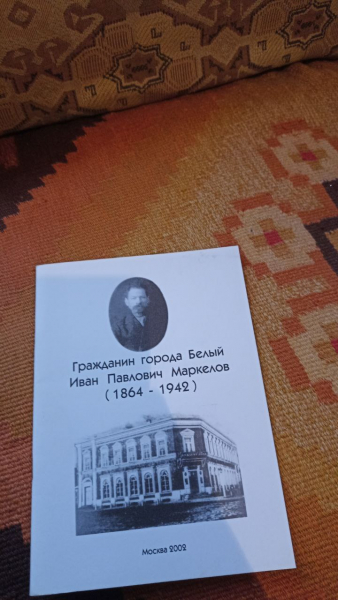 Гражданин города Белый
Иван Павлович Маркелов
( 1864 - 1942 )
Москва 2002